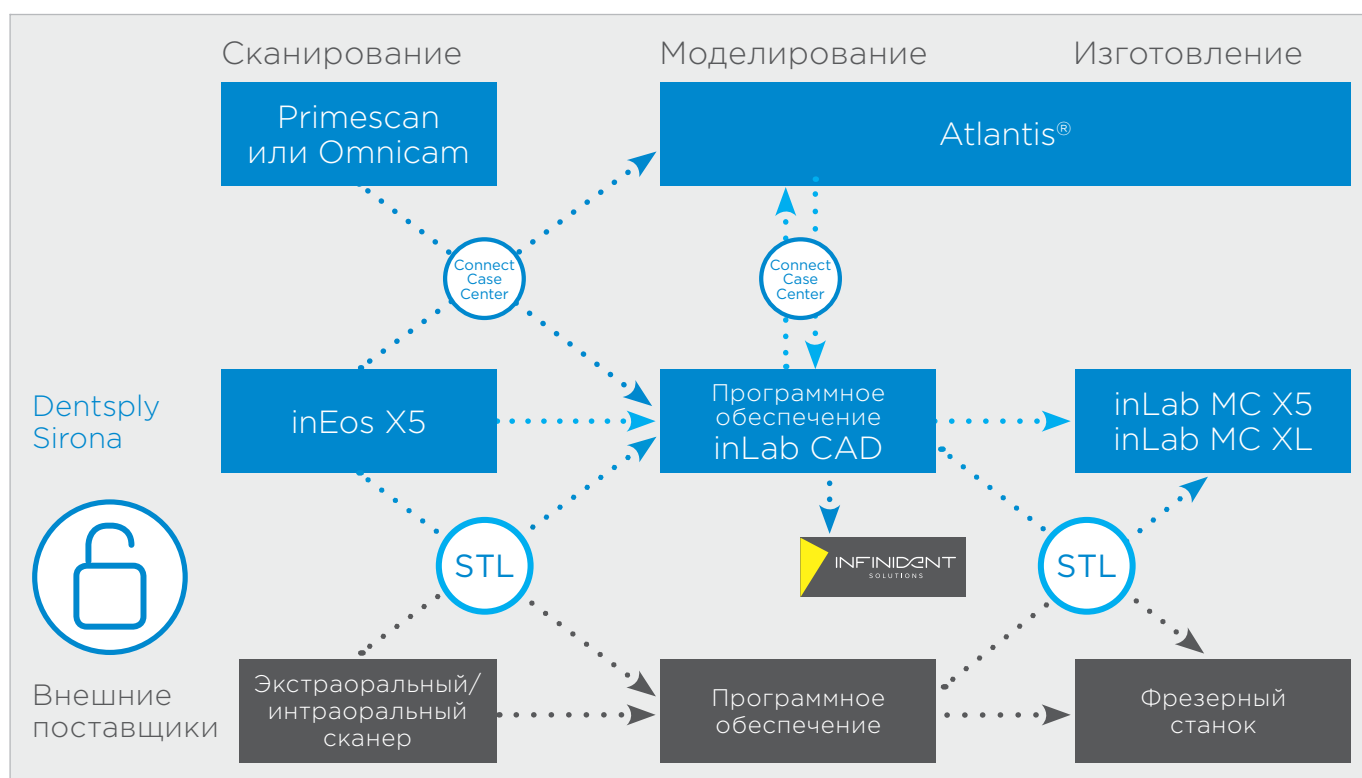 Сканирование
Моделирование
Изготовление
Primescan
или Omnicam
Atlantis®
Connect
Case
Center
Connect
Case
Center
Dentsply
Sirona
inEos X5
Программное
обеспечение
inLab CAD
inLab MC X5
inLab MC XL
STL
INFINIDENT
SOLUTIONS
STL
Внешние
поставщики
Экстраоральный/
интраоральный
сканер
Программное
обеспечение
Фрезерный
станок